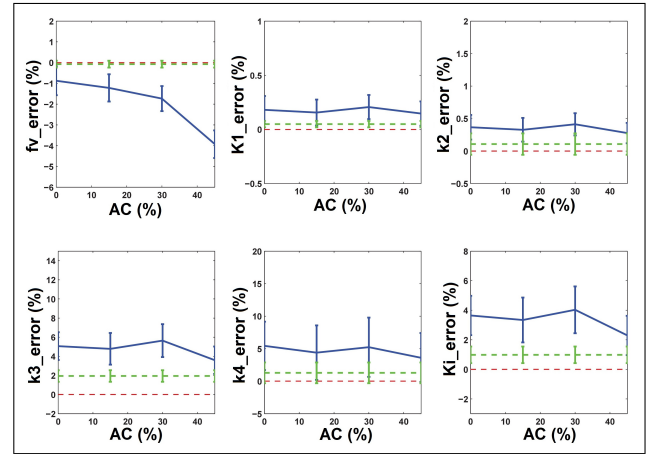 2
1
0
−1
−2
−3
−4
−5
−6
fv_error (%)
0 10 20 30 40
AC (%)
1
0.5
0
−0.5
K1_error (%)
0 10 20 30 40
AC (%)
2
1.5
1
0.5
0
−0.5
k2_error (%)
0 10 20 30 40
AC (%)
14
12
10
8
6
4
2
0
−2
k3_error (%)
0 10 20 30 40
AC (%)
20
15
10
5
0
−5
k4_error (%)
0 10 20 30 40
AC (%)
8
6
4
2
0
−2
Ki_error (%)
0 10 20 30 40
AC (%)